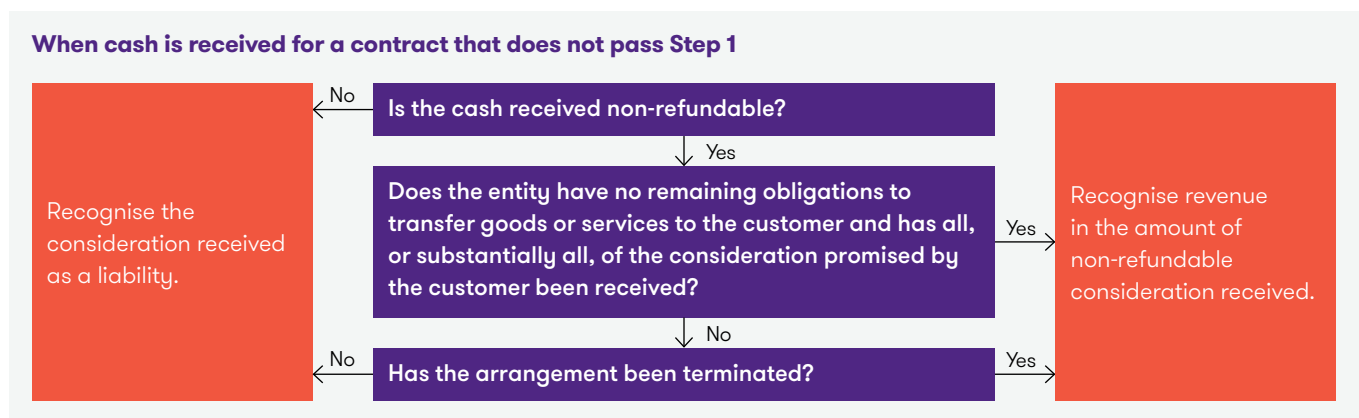 When cash is received for a contract that does not pass Step 1
No
Is the cash received non-refundable?
Yes
Does the entity have no remaining obligations to
transfer goods or services to the customer and has all,
or substantially all, of the consideration promised by
the customer been received?
Yes
Recognise the
consideration received
as a liability.
Recognise revenue
in the amount of
non-refundable
consideration received.
No
No
Has the arrangement been terminated?
Yes